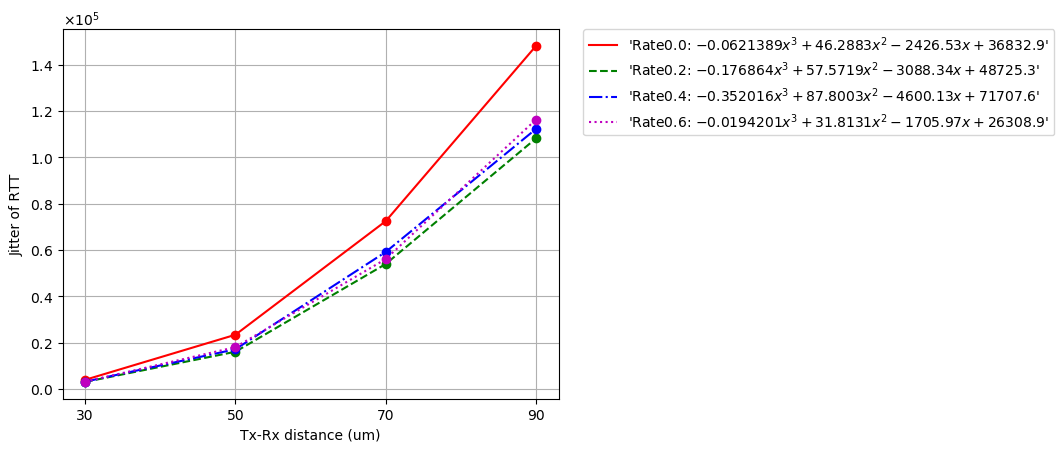 ×10⁵
1.4
1.2
1.0
0.8
0.6
0.4
0.2
0.0
30 50 70 90
Jitter of RTT
Tx-Rx distance (um)
'Rate0.0: −0.0621389x³ + 46.2883x² − 2426.53x + 36832.9'
'Rate0.2: −0.176864x³ + 57.5719x² − 3088.34x + 48725.3'
'Rate0.4: −0.352016x³ + 87.8003x² − 4600.13x + 71707.6'
'Rate0.6: −0.0194201x³ + 31.8131x² − 1705.97x + 26308.9'